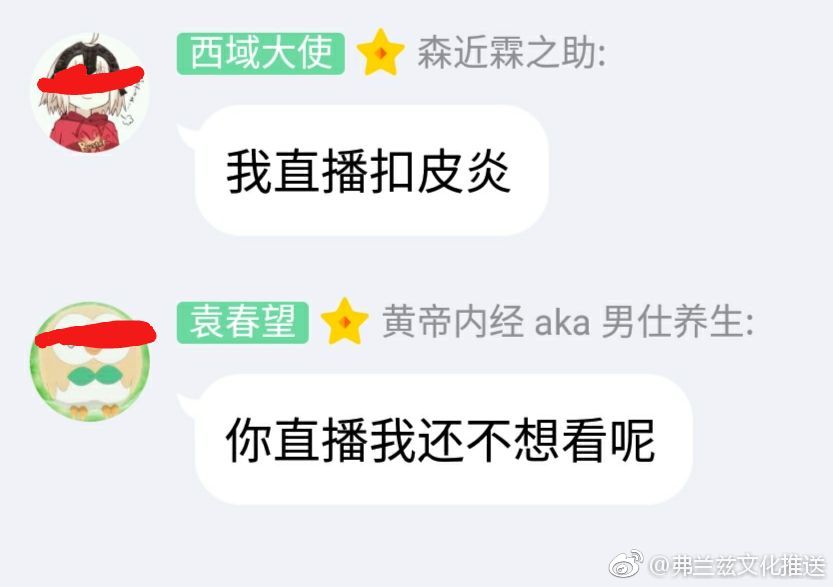 西域大使 森近霖之助:
我直播扣皮炎
袁春望 黄帝内经 aka 男仕养生:
你直播我还不想看呢
@弗兰兹文化推送